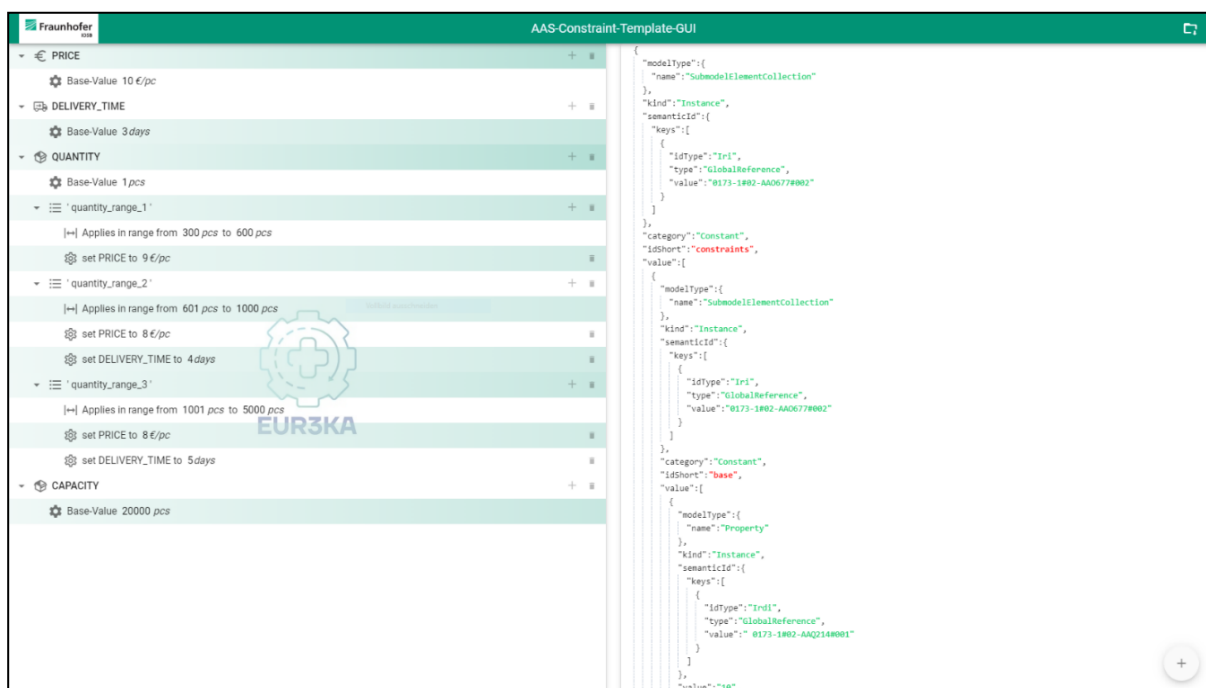 Fraunhofer
IOSB
AAS-Constraint-Template-GUI
PRICE
Base-Value 10 €/pc
DELIVERY_TIME
Base-Value 3 days
QUANTITY
Base-Value 1 pcs
' quantity_range_1 '
Applies in range from 300 pcs to 600 pcs
set PRICE to 9 €/pc
' quantity_range_2 '
Applies in range from 601 pcs to 1000 pcs
set PRICE to 8 €/pc
set DELIVERY_TIME to 4 days
' quantity_range_3 '
Applies in range from 1001 pcs to 5000 pcs
set PRICE to 8 €/pc
set DELIVERY_TIME to 5 days
CAPACITY
Base-Value 20000 pcs
EUR3KA
{
"modelType":{
"name":"SubmodelElementCollection"
},
"kind":"Instance",
"semanticId":{
"keys":[
{
"idType":"Iri",
"type":"GlobalReference",
"value":"0173-1#02-AAO677#002"
}
]
},
"category":"Constant",
"idShort":"constraints",
"value":[
{
"modelType":{
"name":"SubmodelElementCollection"
},
"kind":"Instance",
"semanticId":{
"keys":[
{
"idType":"Iri",
"type":"GlobalReference",
"value":"0173-1#02-AAO677#002"
}
]
},
"category":"Constant",
"idShort":"base",
"value":[
{
"modelType":{
"name":"Property"
},
"kind":"Instance",
"semanticId":{
"keys":[
{
"idType":"Irdi",
"type":"GlobalReference",
"value":" 0173-1#02-AAQ214#001"
}
]
},
"value":"10"